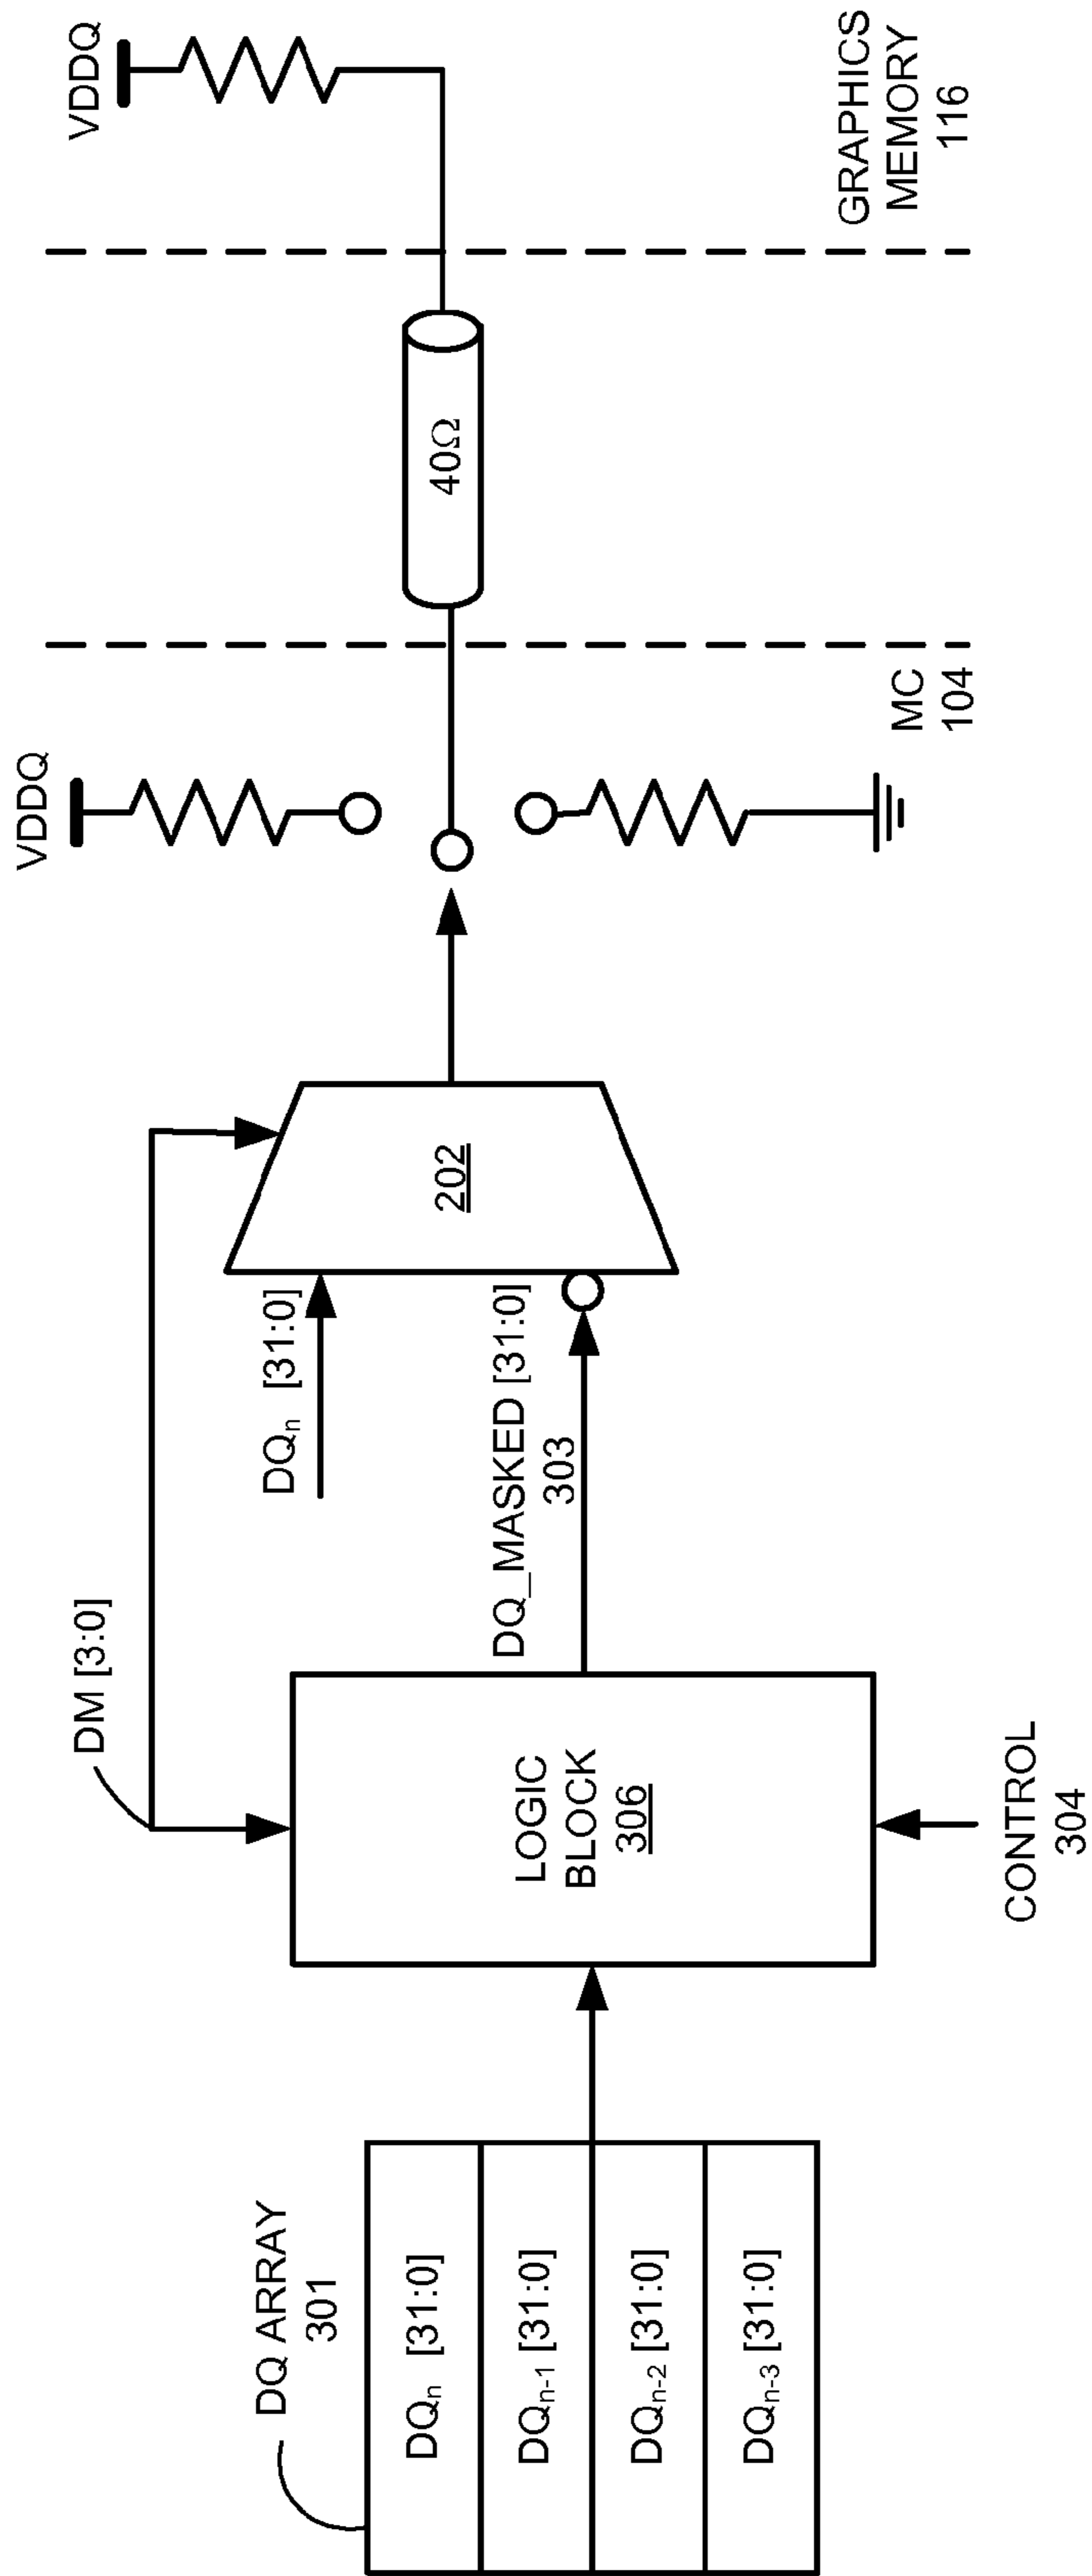 DQ ARRAY
301
DQn [31:0]
DQn-1 [31:0]
DQn-2 [31:0]
DQn-3 [31:0]
DM [3:0]
LOGIC
BLOCK
306
CONTROL
304
DQn [31:0]
DQ_MASKED [31:0]
303
202
VDDQ
MC
104
40Ω
VDDQ
GRAPHICS
MEMORY
116